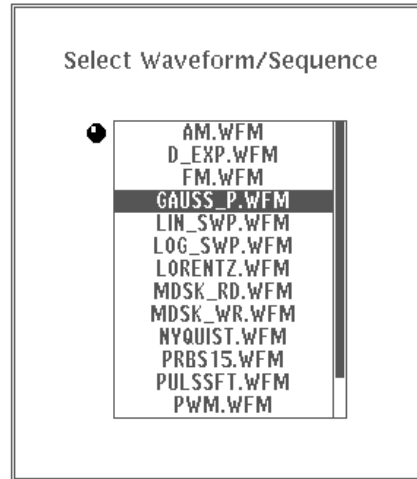 Select Waveform/Sequence
AM.WFM
D_EXP.WFM
FM.WFM
GAUSS_P.WFM
LIN_SWP.WFM
LOG_SWP.WFM
LORENTZ.WFM
MDSK_RD.WFM
MDSK_WR.WFM
NYQUIST.WFM
PRBS15.WFM
PULSSFT.WFM
PWM.WFM